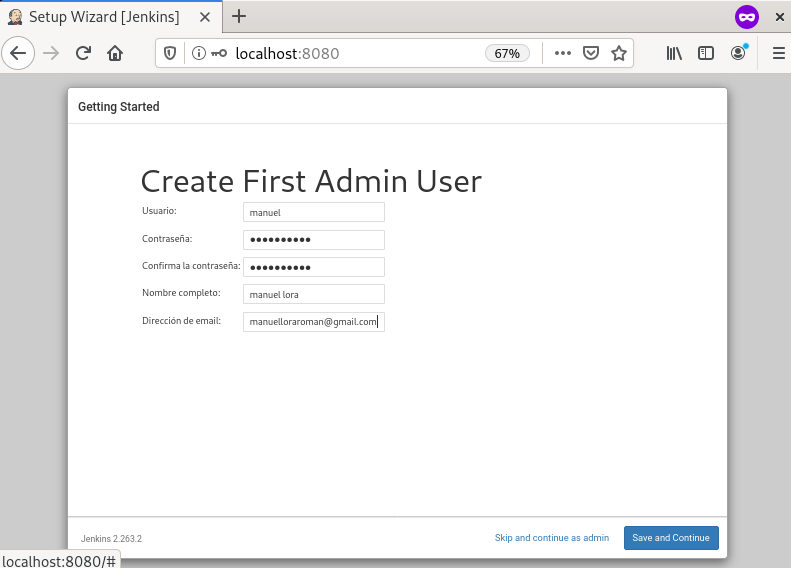 Setup Wizard [Jenkins]
localhost:8080
67%
Getting Started
Create First Admin User
Usuario:
manuel
Contraseña:
●●●●●●●●●●
Confirma la contraseña:
●●●●●●●●●●
Nombre completo:
manuel lora
Dirección de email:
manuelloraroman@gmail.com
Jenkins 2.263.2
Skip and continue as admin
Save and Continue
localhost:8080/#